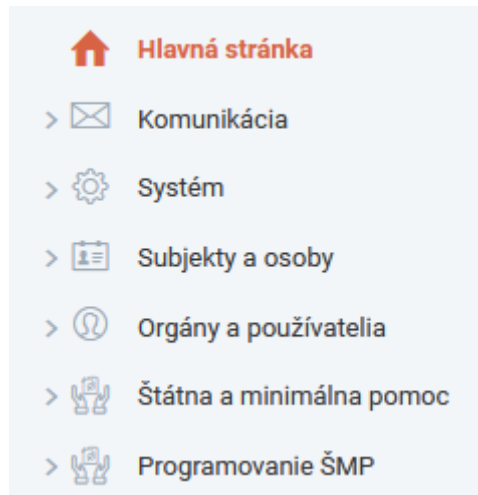 Hlavná stránka
Komunikácia
Systém
Subjekty a osoby
Orgány a používatelia
Štátna a minimálna pomoc
Programovanie ŠMP